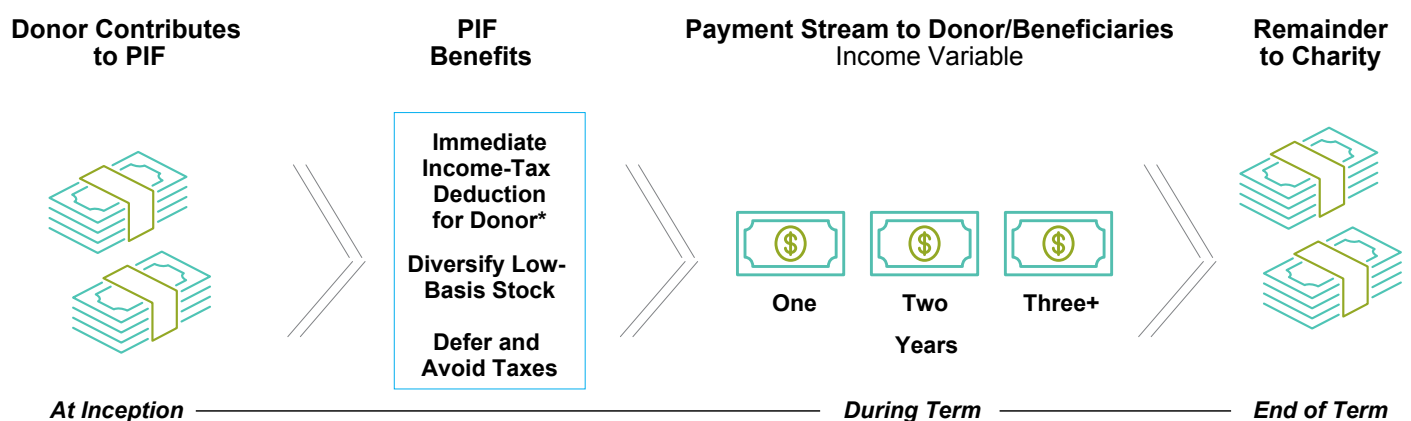 Donor Contributes
to PIF
PIF
Benefits
Payment Stream to Donor/Beneficiaries
Income Variable
Remainder
to Charity
Immediate
Income-Tax
Deduction
for Donor*
Diversify Low-
Basis Stock
Defer and
Avoid Taxes
$ $ $
One Two Three+
Years
At Inception During Term End of Term